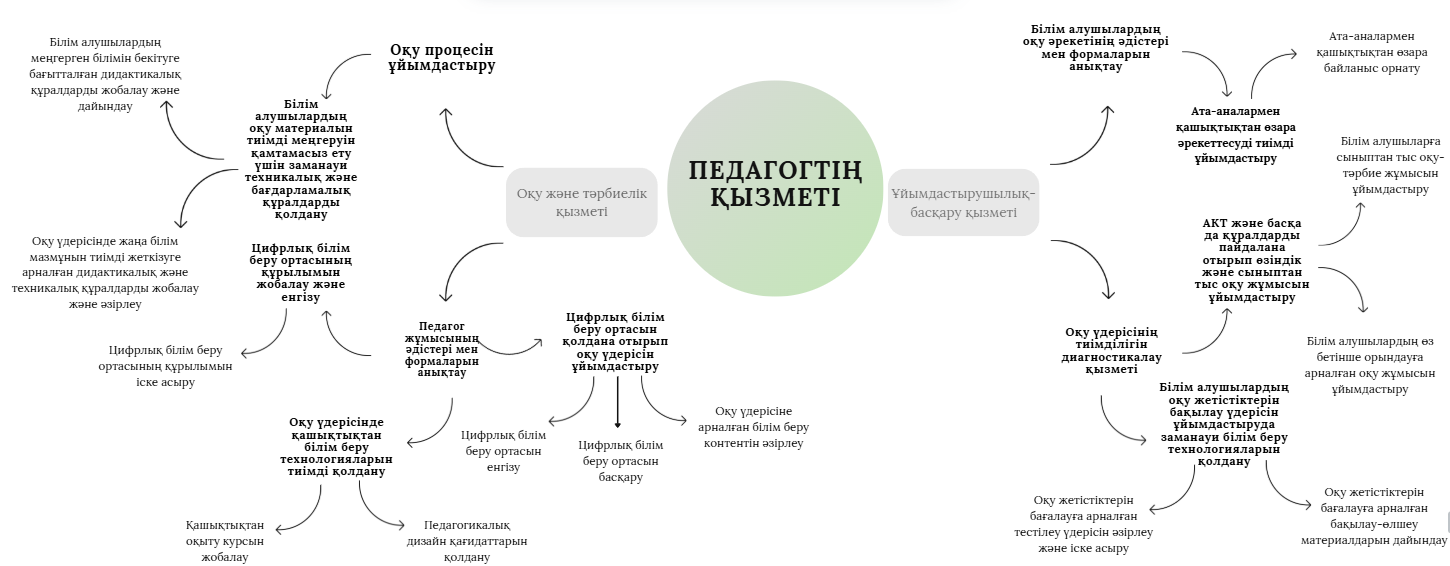 ПЕДАГОГТІҢ
ҚЫЗМЕТІ
Оқу және тәрбиелік
қызметі
Оқу процесін
ұйымдастыру
Білім
алушылардың
оқу материалын
тиімді меңгеруін
қамтамасыз ету
үшін заманауи
техникалық және
бағдарламалық
құралдарды
қолдану
Білім алушылардың
меңгерген білімін бекітуге
бағытталған дидактикалық
құралдарды жобалау және
дайындау
Оқу үдерісінде жаңа білім
мазмұнын тиімді жеткізуге
арналған дидактикалық және
техникалық құралдарды жобалау
және әзірлеу
Педагог
жұмысының
әдістері мен
формаларын
анықтау
Цифрлық білім
беру ортасының
құрылымын
жобалау және
енгізу
Цифрлық білім беру
ортасының құрылымын
іске асыру
Цифрлық білім
беру ортасын
қолдана отырып
оқу үдерісін
ұйымдастыру
Цифрлық білім
беру ортасын
енгізу
Цифрлық білім
беру ортасын
басқару
Оқу үдерісіне
арналған білім беру
контентін әзірлеу
Оқу үдерісінде
қашықтықтан
білім беру
технологияларын
тиімді қолдану
Қашықтықтан
оқыту курсын
жобалау
Педагогикалық
дизайн қағидаттарын
қолдану
Ұйымдастырушылық-
басқару қызметі
Білім алушылардың
оқу әрекетінің әдістері
мен формаларын
анықтау
Ата-аналармен
қашықтықтан өзара
әрекеттесуді тиімді
ұйымдастыру
Ата-аналармен
қашықтықтан өзара
байланыс орнату
Оқу үдерісінің
тиімділігін
диагностикалау
қызметі
АКТ және басқа
да құралдарды
пайдалана
отырып өзіндік
және сыныптан
тыс оқу жұмысын
ұйымдастыру
Білім алушыларға
сыныптан тыс оқу-
тәрбие жұмысын
ұйымдастыру
Білім алушылардың өз
бетінше орындауға
арналған оқу жұмысын
ұйымдастыру
Білім алушылардың
оқу жетістіктерін
бақылау үдерісін
ұйымдастыруда
заманауи білім беру
технологияларын
қолдану
Оқу жетістіктерін
бағалауға арналған
тестілеу үдерісін әзірлеу
және іске асыру
Оқу жетістіктерін
бағалауға арналған
бақылау-өлшеу
материалдарын дайындау